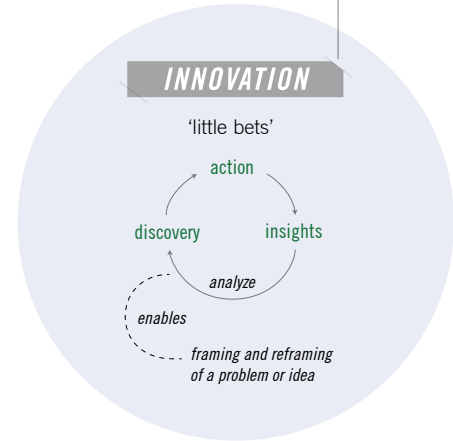 INNOVATION
‘little bets’
action
discovery
insights
analyze
enables
framing and reframing
of a problem or idea